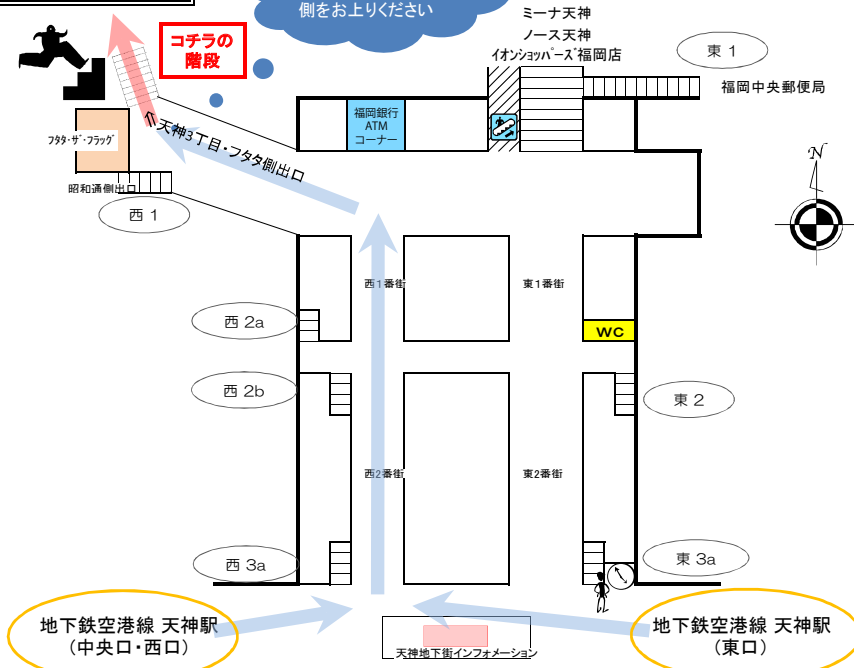 側をお上りください
コチラの
階段
ミーナ天神
ノース天神
イオンショッパーズ福岡店
東 1
福岡中央郵便局
福岡銀行
ATM
コーナー
フタタ・ザ・フラッグ
⇑天神3丁目・フタタ側出口
昭和通側出口
西 1
N
西1番街
東1番街
西 2a
WC
西 2b
東 2
西2番街
東2番街
西 3a
東 3a
地下鉄空港線 天神駅
（中央口・西口）
地下鉄空港線 天神駅
（東口）
天神地下街インフォメーション